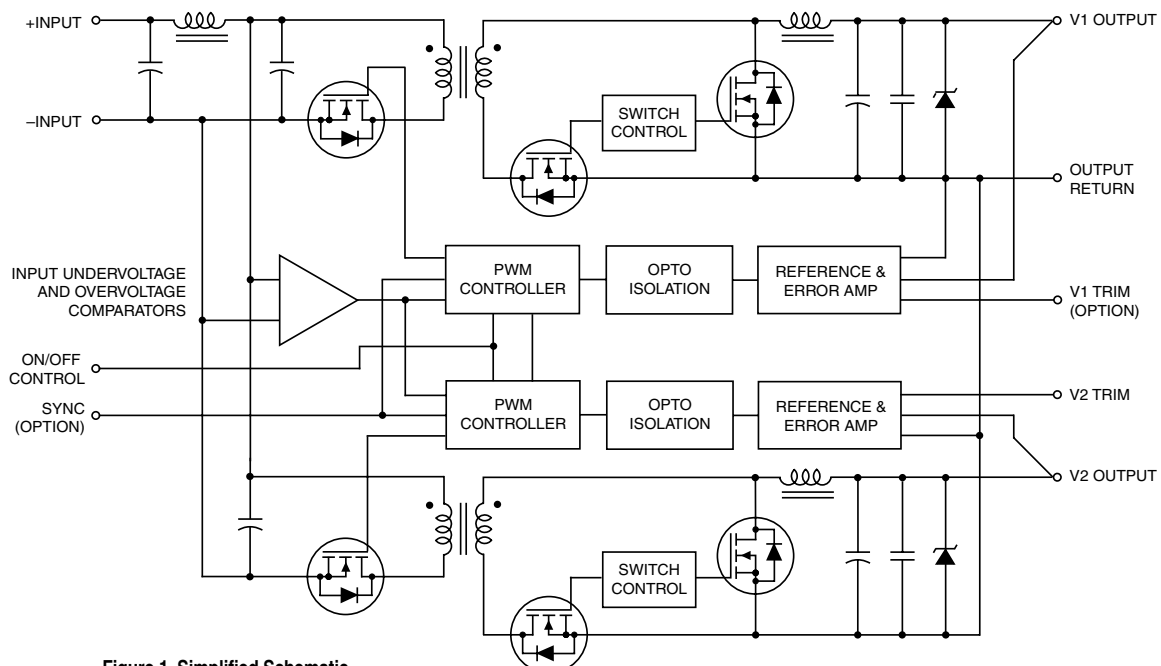 +INPUT
V1 OUTPUT
–INPUT
SWITCH
CONTROL
OUTPUT
RETURN
INPUT UNDERVOLTAGE
AND OVERVOLTAGE
COMPARATORS
PWM
CONTROLLER
OPTO
ISOLATION
REFERENCE &
ERROR AMP
V1 TRIM
(OPTION)
ON/OFF
CONTROL
SYNC
(OPTION)
PWM
CONTROLLER
OPTO
ISOLATION
REFERENCE &
ERROR AMP
V2 TRIM
V2 OUTPUT
SWITCH
CONTROL
Figure 1. Simplified Schematic